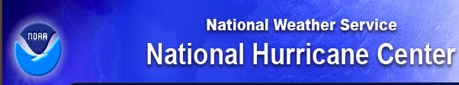 NOAA
National Weather Service
National Hurricane Center